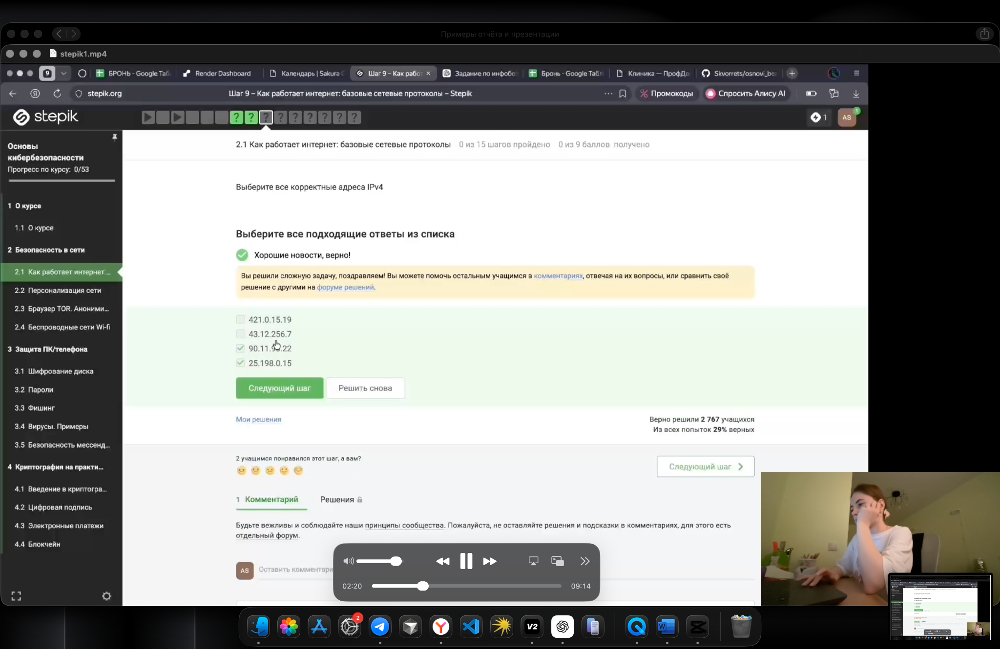 Примеры отчёта и презентации
stepik1.mp4
9
БРОНЬ - Google Таб
Render Dashboard
Календарь | Sakura
Шаг 9 – Как рабо
Задание по инфобе
Бронь - Google Табл
Клиника — ПрофДе
Skvorrets/osnovi_be
stepik.org
Шаг 9 – Как работает интернет: базовые сетевые протоколы – Stepik
Промокоды
Спросить Алису AI
stepik
? ? ? ? ? ? ? ? ?
1
AS
1
Основы
кибербезопасности
Прогресс по курсу: 0/53
1 О курсе
1.1 О курсе
2 Безопасность в сети
2.1 Как работает интернет:...
2.2 Персонализация сети
2.3 Браузер TOR. Аноними...
2.4 Беспроводные сети Wi-fi
3 Защита ПК/телефона
3.1 Шифрование диска
3.2 Пароли
3.3 Фишинг
3.4 Вирусы. Примеры
3.5 Безопасность мессенд...
4 Криптография на практи...
4.1 Введение в криптогра...
4.2 Цифровая подпись
4.3 Электронные платежи
4.4 Блокчейн
2.1 Как работает интернет: базовые сетевые протоколы 0 из 15 шагов пройдено 0 из 9 баллов получено
Выберите все корректные адреса IPv4
Выберите все подходящие ответы из списка
Хорошие новости, верно!
Вы решили сложную задачу, поздравляем! Вы можете помочь остальным учащимся в комментариях, отвечая на их вопросы, или сравнить своё
решение с другими на форуме решений.
421.0.15.19
43.12.256.7
25.198.0.15
Следующий шаг
Решить снова
Мои решения
Верно решили 2 767 учащихся
Из всех попыток 29% верных
2 учащимся понравился этот шаг, а вам?
Следующий шаг
1 Комментарий
Решения
Будьте вежливы и соблюдайте наши принципы сообщества. Пожалуйста, не оставляйте решения и подсказки в комментариях, для этого есть
отдельный форум.
AS
Оставить комментари
02:20
09:14
2
V2